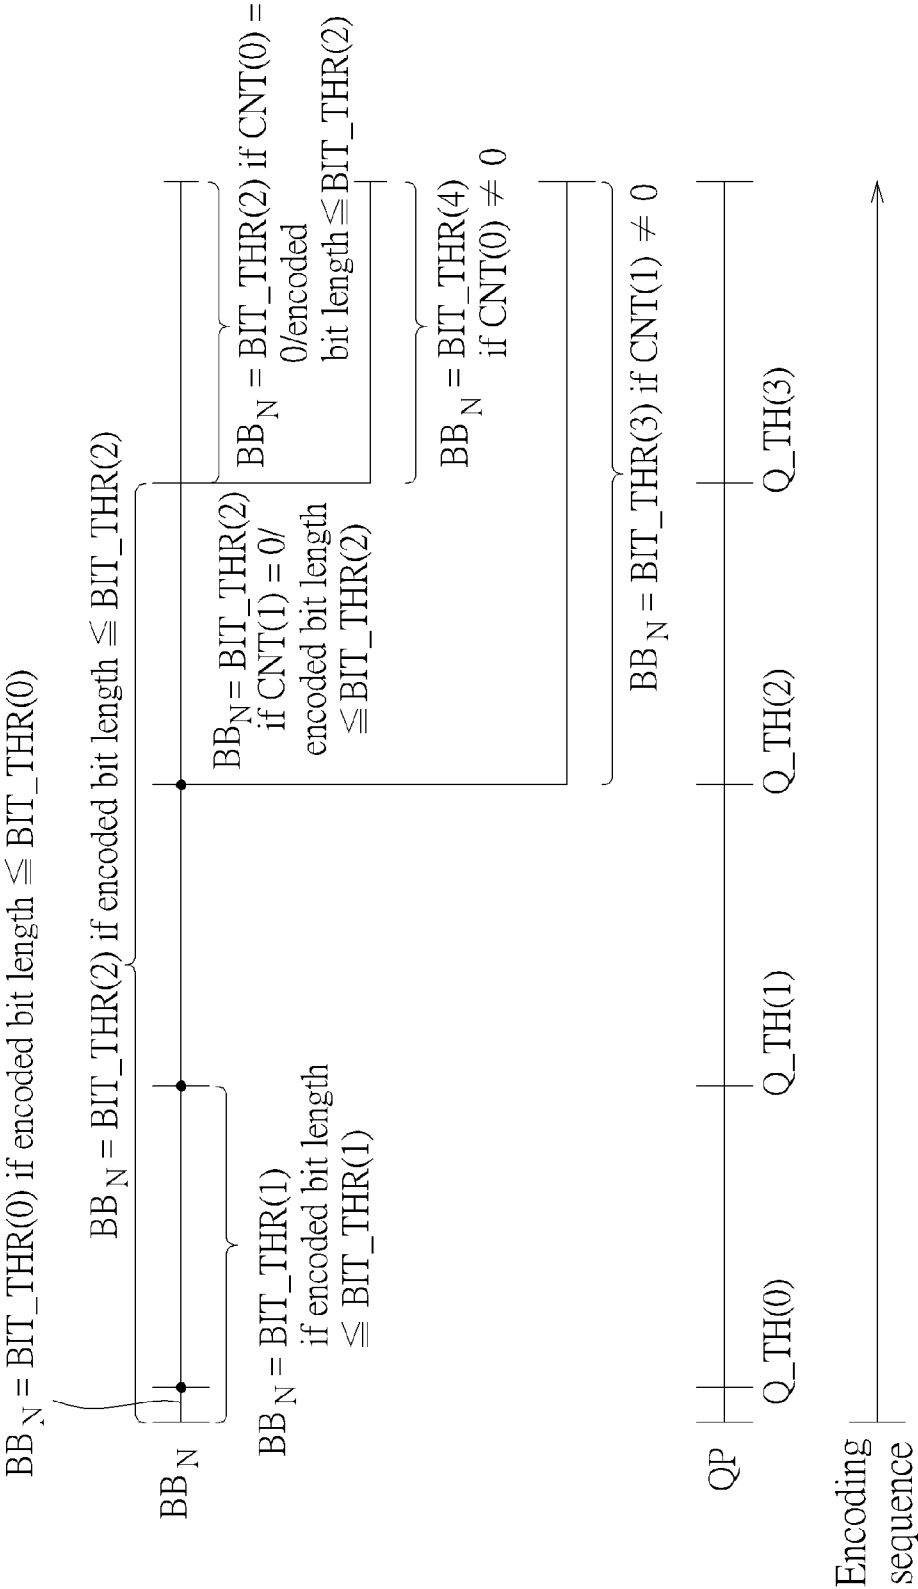 BB_N = BIT_THR(0) if encoded bit length ≦ BIT_THR(0)
BB_N = BIT_THR(2) if encoded bit length ≦ BIT_THR(2)
BB_N
BB_N = BIT_THR(1)
if encoded bit length
≦ BIT_THR(1)
BB_N = BIT_THR(2)
if CNT(1) = 0/
encoded bit length
≦BIT_THR(2)
BB_N = BIT_THR(2) if CNT(0) =
0/encoded
bit length≦BIT_THR(2)
BB_N = BIT_THR(4)
if CNT(0) ≠ 0
BB_N = BIT_THR(3) if CNT(1) ≠ 0
QP
Q_TH(0)
Q_TH(1)
Q_TH(2)
Q_TH(3)
Encoding
sequence